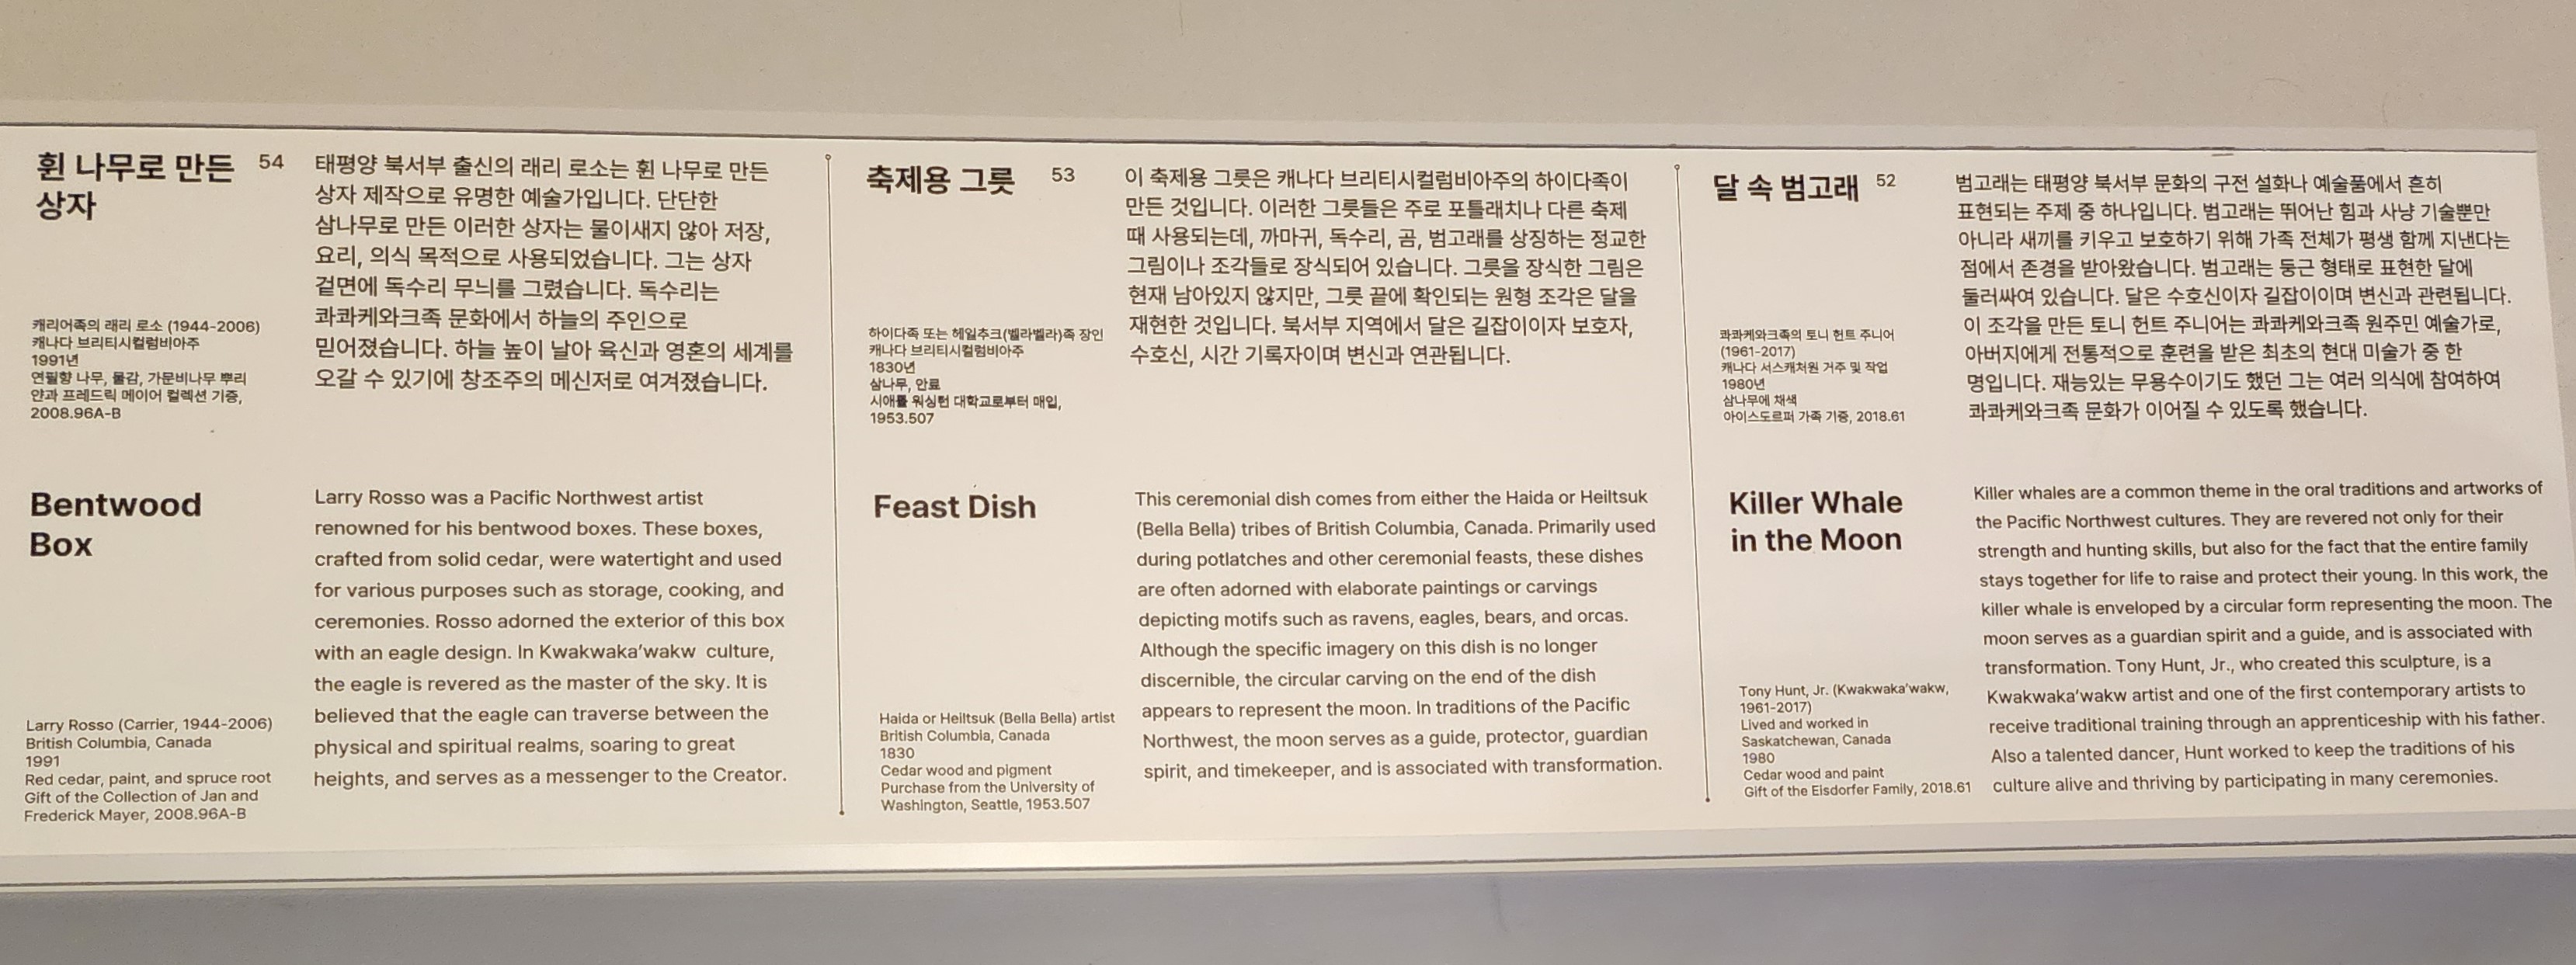 휜 나무로 만든 54
상자
캐리어족의 래리 로소 (1944-2006)
캐나다 브리티시컬럼비아주
1991년
연필향 나무, 물감, 가문비나무 뿌리
얀과 프레드릭 메이어 컬렉션 기증,
2008.96A-B
태평양 북서부 출신의 래리 로소는 휜 나무로 만든
상자 제작으로 유명한 예술가입니다. 단단한
삼나무로 만든 이러한 상자는 물이새지 않아 저장,
요리, 의식 목적으로 사용되었습니다. 그는 상자
겉면에 독수리 무늬를 그렸습니다. 독수리는
콰콰케와크족 문화에서 하늘의 주인으로
믿어졌습니다. 하늘 높이 날아 육신과 영혼의 세계를
오갈 수 있기에 창조주의 메신저로 여겨졌습니다.
Bentwood
Box
Larry Rosso (Carrier, 1944-2006)
British Columbia, Canada
1991
Red cedar, paint, and spruce root
Gift of the Collection of Jan and
Frederick Mayer, 2008.96A-B
Larry Rosso was a Pacific Northwest artist
renowned for his bentwood boxes. These boxes,
crafted from solid cedar, were watertight and used
for various purposes such as storage, cooking, and
ceremonies. Rosso adorned the exterior of this box
with an eagle design. In Kwakwaka’wakw culture,
the eagle is revered as the master of the sky. It is
believed that the eagle can traverse between the
physical and spiritual realms, soaring to great
heights, and serves as a messenger to the Creator.
축제용 그릇 53
하이다족 또는 헤일추크(벨라벨라)족 장인
캐나다 브리티시컬럼비아주
1830년
삼나무, 안료
시애틀 워싱턴 대학교로부터 매입,
1953.507
이 축제용 그릇은 캐나다 브리티시컬럼비아주의 하이다족이
만든 것입니다. 이러한 그릇들은 주로 포틀래치나 다른 축제
때 사용되는데, 까마귀, 독수리, 곰, 범고래를 상징하는 정교한
그림이나 조각들로 장식되어 있습니다. 그릇을 장식한 그림은
현재 남아있지 않지만, 그릇 끝에 확인되는 원형 조각은 달을
재현한 것입니다. 북서부 지역에서 달은 길잡이이자 보호자,
수호신, 시간 기록자이며 변신과 연관됩니다.
Feast Dish
Haida or Heiltsuk (Bella Bella) artist
British Columbia, Canada
1830
Cedar wood and pigment
Purchase from the University of
Washington, Seattle, 1953.507
This ceremonial dish comes from either the Haida or Heiltsuk
(Bella Bella) tribes of British Columbia, Canada. Primarily used
during potlatches and other ceremonial feasts, these dishes
are often adorned with elaborate paintings or carvings
depicting motifs such as ravens, eagles, bears, and orcas.
Although the specific imagery on this dish is no longer
discernible, the circular carving on the end of the dish
appears to represent the moon. In traditions of the Pacific
Northwest, the moon serves as a guide, protector, guardian
spirit, and timekeeper, and is associated with transformation.
달 속 범고래 52
콰콰케와크족의 토니 헌트 주니어
(1961-2017)
캐나다 서스캐처원 거주 및 작업
1980년
삼나무에 채색
아이스도르퍼 가족 기증, 2018.61
범고래는 태평양 북서부 문화의 구전 설화나 예술품에서 흔히
표현되는 주제 중 하나입니다. 범고래는 뛰어난 힘과 사냥 기술뿐만
아니라 새끼를 키우고 보호하기 위해 가족 전체가 평생 함께 지낸다는
점에서 존경을 받아왔습니다. 범고래는 둥근 형태로 표현한 달에
둘러싸여 있습니다. 달은 수호신이자 길잡이이며 변신과 관련됩니다.
이 조각을 만든 토니 헌트 주니어는 콰콰케와크족 원주민 예술가로,
아버지에게 전통적으로 훈련을 받은 최초의 현대 미술가 중 한
명입니다. 재능있는 무용수이기도 했던 그는 여러 의식에 참여하여
콰콰케와크족 문화가 이어질 수 있도록 했습니다.
Killer Whale
in the Moon
Tony Hunt, Jr. (Kwakwaka’wakw,
1961-2017)
Lived and worked in
Saskatchewan, Canada
1980
Cedar wood and paint
Gift of the Eisdorfer Family, 2018.61
Killer whales are a common theme in the oral traditions and artworks of
the Pacific Northwest cultures. They are revered not only for their
strength and hunting skills, but also for the fact that the entire family
stays together for life to raise and protect their young. In this work, the
killer whale is enveloped by a circular form representing the moon. The
moon serves as a guardian spirit and a guide, and is associated with
transformation. Tony Hunt, Jr., who created this sculpture, is a
Kwakwaka’wakw artist and one of the first contemporary artists to
receive traditional training through an apprenticeship with his father.
Also a talented dancer, Hunt worked to keep the traditions of his
culture alive and thriving by participating in many ceremonies.